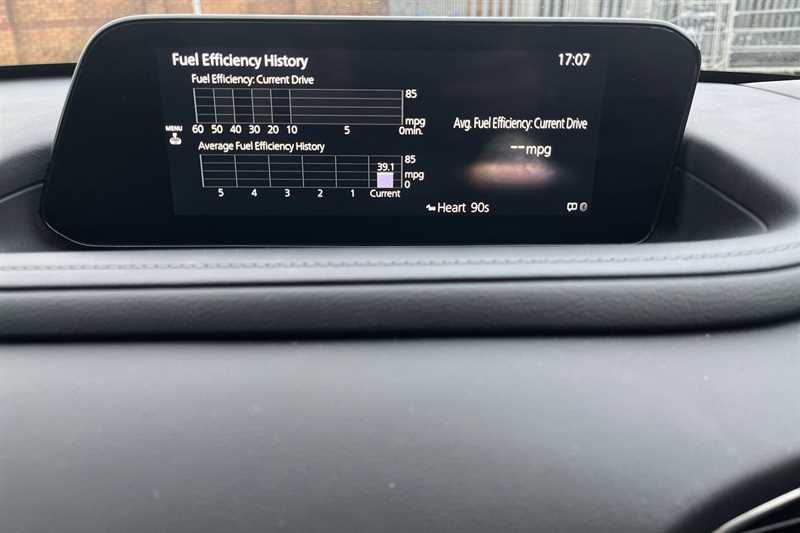 Fuel Efficiency History
17:07
Fuel Efficiency: Current Drive
85
mpg
0min.
60 50 40 30 20 10 5
MENU
Avg. Fuel Efficiency: Current Drive
--mpg
Average Fuel Efficiency History
85
mpg
0
39.1
5 4 3 2 1 Current
Heart 90s